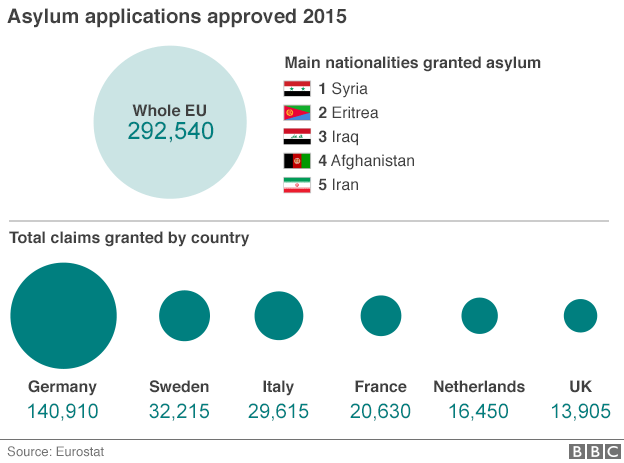 Asylum applications approved 2015
Whole EU
292,540
Main nationalities granted asylum
1 Syria
2 Eritrea
3 Iraq
4 Afghanistan
5 Iran
Total claims granted by country
Germany Sweden Italy France Netherlands UK
140,910 32,215 29,615 20,630 16,450 13,905
Source: Eurostat BBC